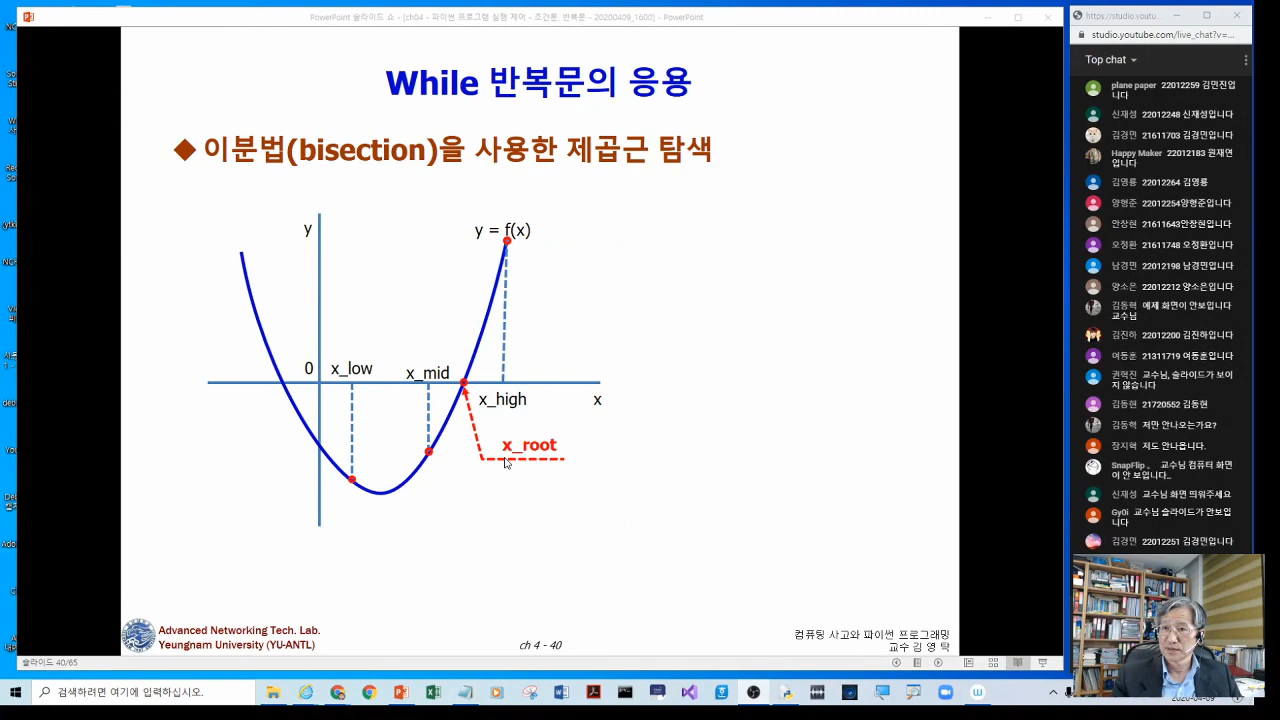 PowerPoint 슬라이드 쇼 - [ch04 - 파이썬 프로그램 실행 제어 - 조건문, 반복문 - 20200409_1600] - PowerPoint
While 반복문의 응용
이분법(bisection)을 사용한 제곱근 탐색
y
y = f(x)
0
x_low
x_mid
x_high
x
x_root
Advanced Networking Tech. Lab.
Yeungnam University (YU-ANTL)
ch 4 - 40
컴퓨팅 사고와 파이썬 프로그래밍
교수 김 영 탁
슬라이드 40/65
검색하려면 여기에 입력하십시오.
https://studio.youtu...
studio.youtube.com/live_chat?v=...
Top chat
plane paper 22012259 김민진입
니다
신재성 22012248 신재성입니다
김경민 21611703 김경민입니다
Happy Maker 22012183 원재연
입니다
김영룡 22012264 김영룡
양형준 22012254양형준입니다
안창현 21611643안창현입니다
오정환 21611748 오정환입니다
남경민 22012198 남경민입니다
양소은 22012212 양소은입니다
김동혁 예제 화면이 안보입니다
교수님
김진하 22012200 김진하입니다
여동훈 21311719 여동훈입니다
권혁진 교수님, 슬라이드가 보이
지 않습니다
김동현 21720552 김동현
김동혁 저만 안나오는가요?
장지혁 저도 안나옵니다.
SnapFlip 。 교수님 컴퓨터 화면
이 안 보입니다..
신재성 교수님 화면 띄워주세요
Gy0i 교수님 슬라이드가 안보입
니다
김경민 22012251 김경민입니다
2020-04-09